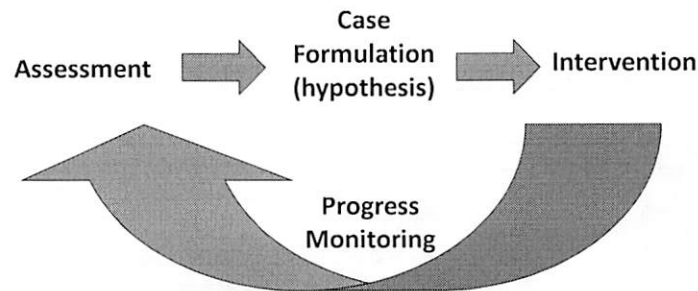 Assessment
Case
Formulation
(hypothesis)
Intervention
Progress
Monitoring